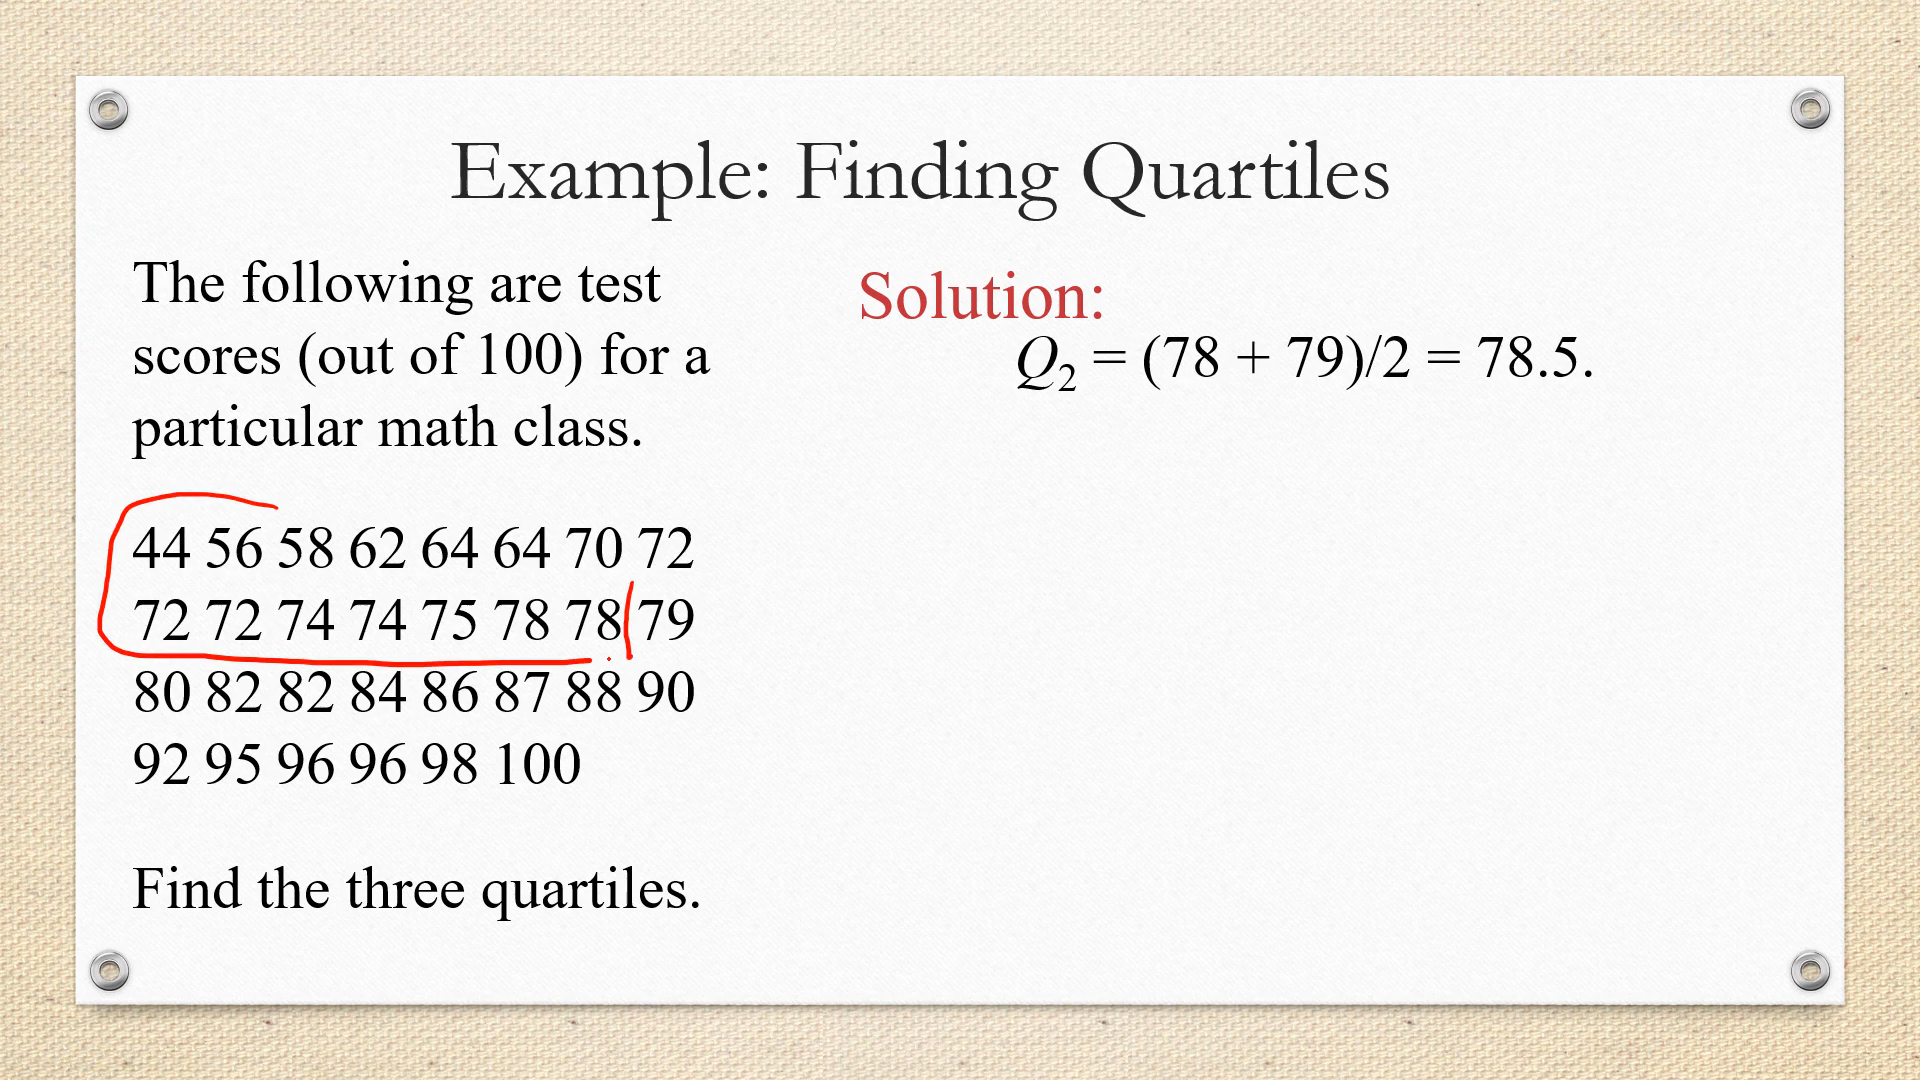 Example: Finding Quartiles
The following are test
scores (out of 100) for a
particular math class.
44 56 58 62 64 64 70 72
72 72 74 74 75 78 78 79
80 82 82 84 86 87 88 90
92 95 96 96 98 100
Find the three quartiles.
Solution:
Q₂ = (78 + 79)/2 = 78.5.